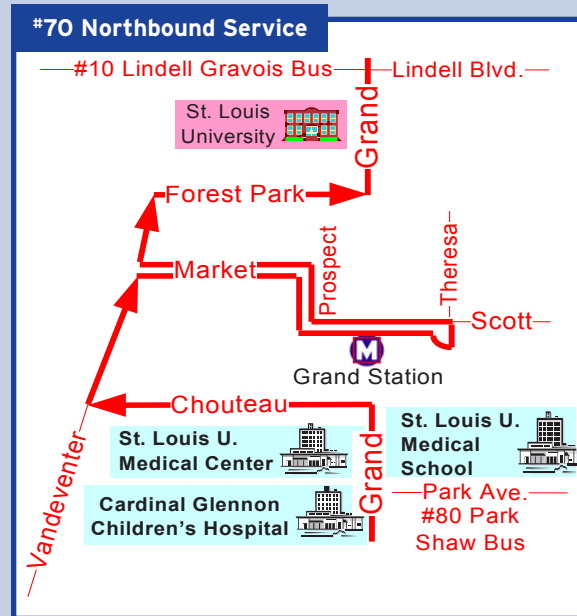 #70 Northbound Service
#10 Lindell Gravois Bus
Lindell Blvd.
St. Louis
University
Grand
Forest Park
Market
Prospect
Theresa
Scott
M
Grand Station
Chouteau
St. Louis U.
Medical Center
St. Louis U.
Medical
School
Grand
Cardinal Glennon
Children's Hospital
Park Ave.
#80 Park
Shaw Bus
Vandeventer